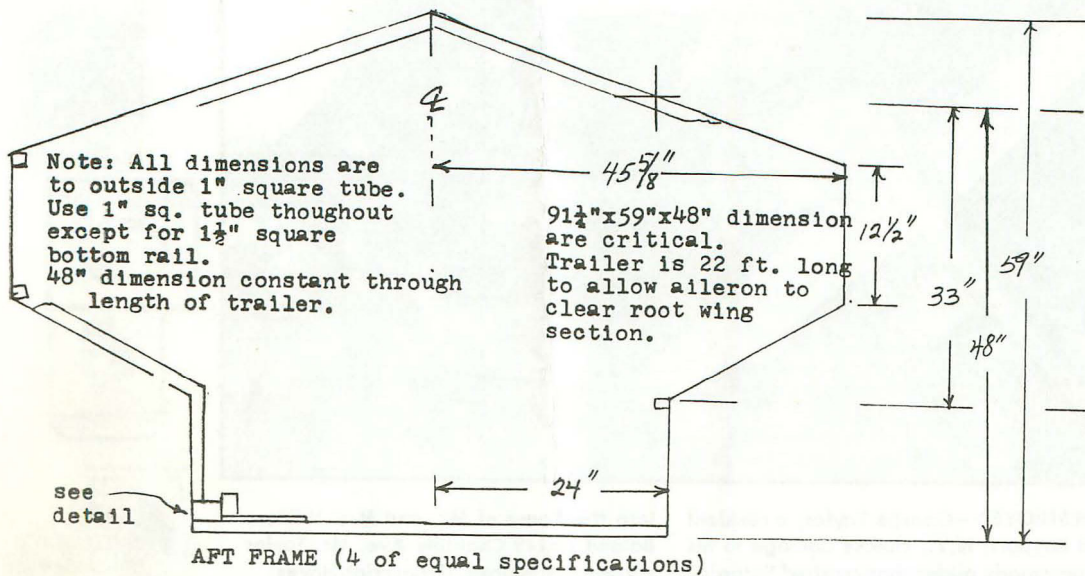 ℄
Note: All dimensions are
to outside 1" square tube.
Use 1" sq. tube thoughout
except for 1½" square
bottom rail.
48" dimension constant through
length of trailer.
45 5/8"
91¼"x59"x48" dimension
are critical.
Trailer is 22 ft. long
to allow aileron to
clear root wing
section.
12½"
33"
48"
59"
24"
see
detail
AFT FRAME (4 of equal specifications)